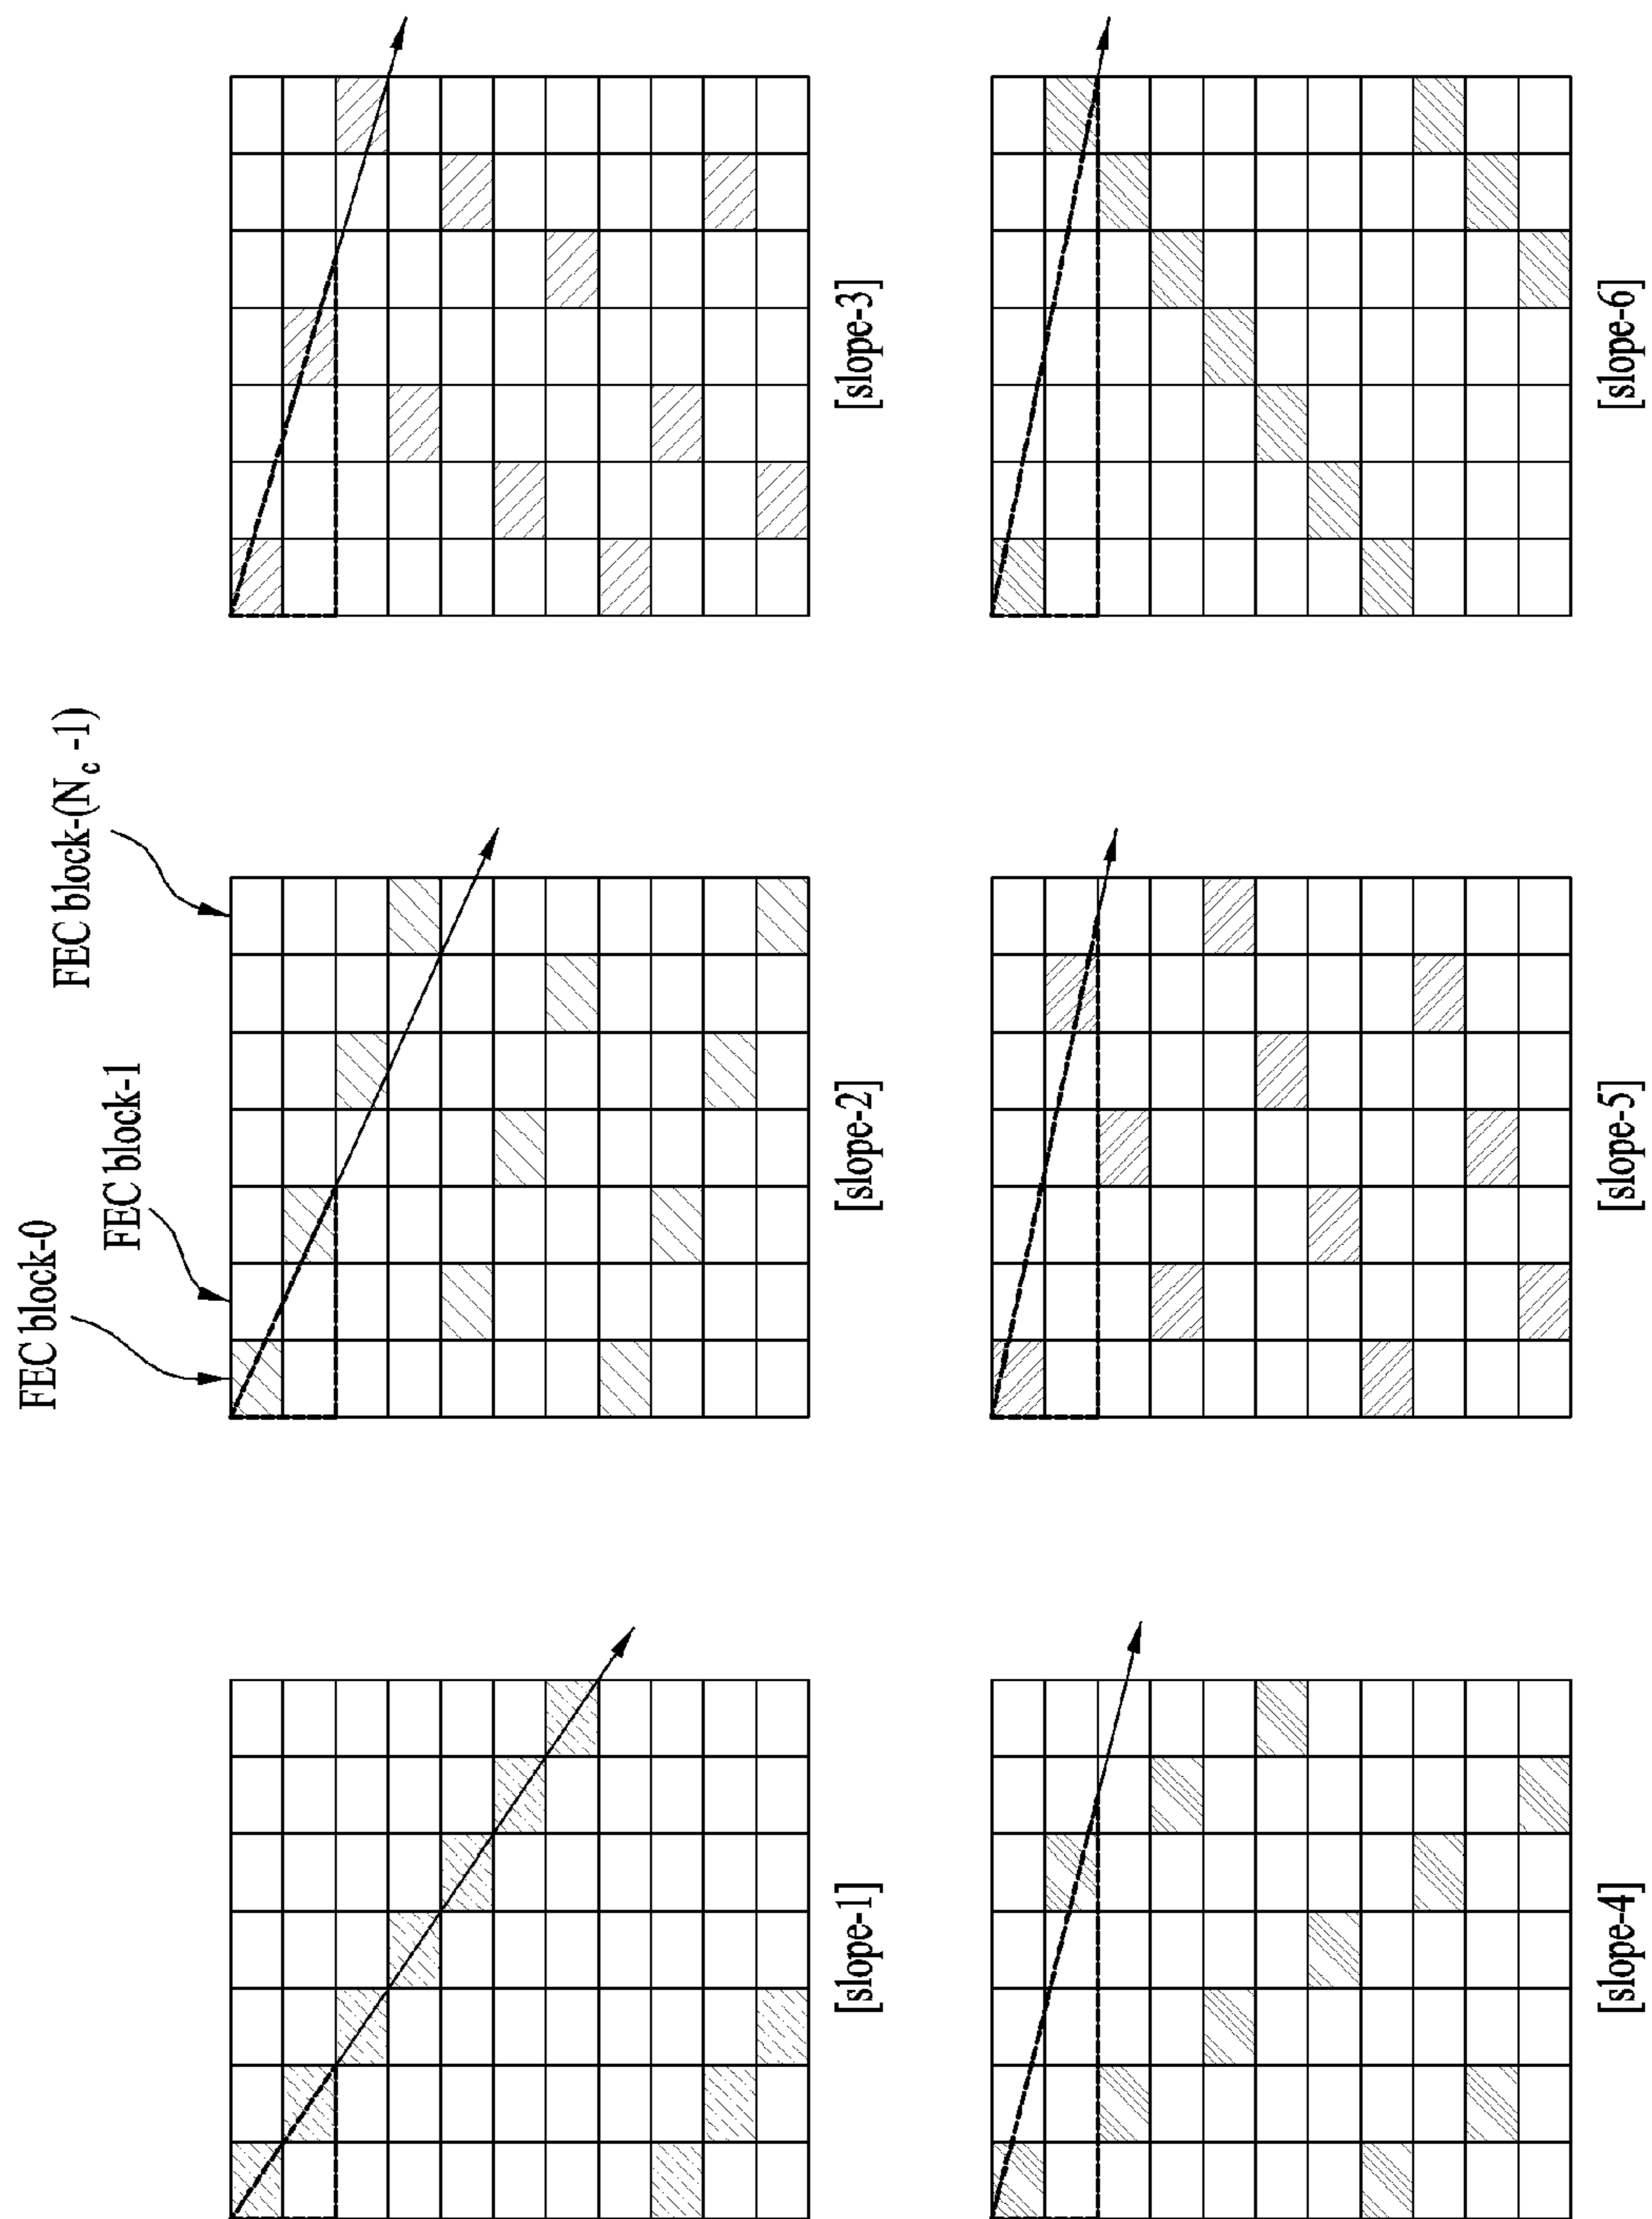 FEC block-0
FEC block-1
FEC block-(Nc -1)
[slope-1]
[slope-2]
[slope-3]
[slope-4]
[slope-5]
[slope-6]